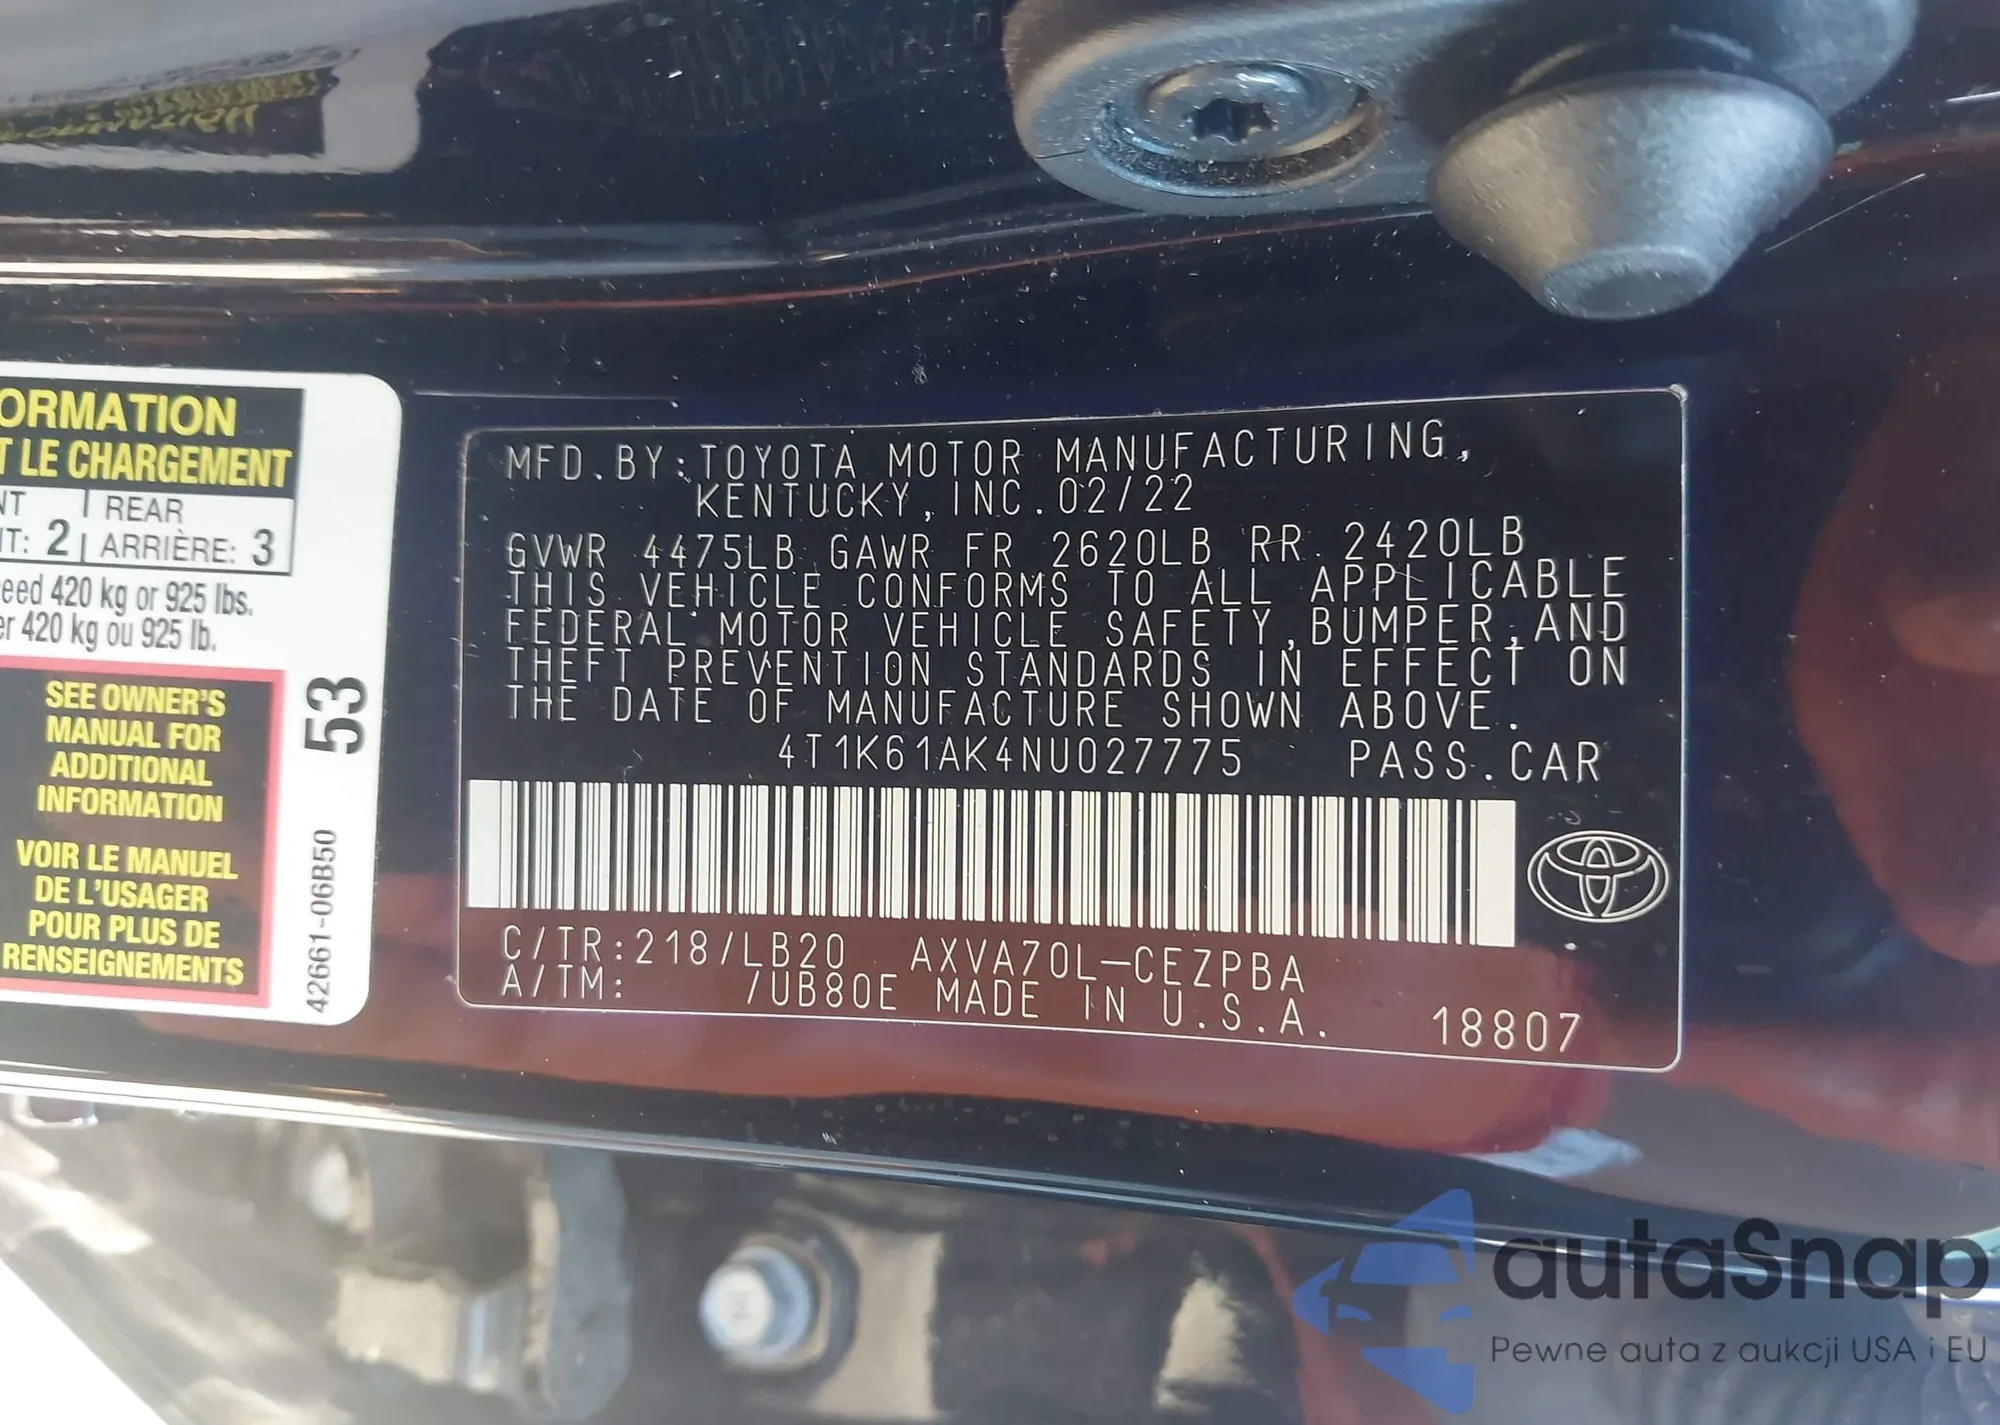 ORMATION
T LE CHARGEMENT
NT | REAR
T: 2 | ARRIÈRE: 3
eed 420 kg or 925 lbs.
er 420 kg ou 925 lb.
SEE OWNER'S
MANUAL FOR
ADDITIONAL
INFORMATION
VOIR LE MANUEL
DE L'USAGER
POUR PLUS DE
RENSEIGNEMENTS
53
42661-06B50
MFD.BY:TOYOTA MOTOR MANUFACTURING,
KENTUCKY,INC.02/22
GVWR 4475LB GAWR FR 2620LB RR 2420LB
THIS VEHICLE CONFORMS TO ALL APPLICABLE
FEDERAL MOTOR VEHICLE SAFETY,BUMPER,AND
THEFT PREVENTION STANDARDS IN EFFECT ON
THE DATE OF MANUFACTURE SHOWN ABOVE.
4T1K61AK4NU027775 PASS.CAR
C/TR:218/LB20 AXVA70L-CEZPBA
A/TM: /UB80E MADE IN U.S.A. 18807
autaSnap
Pewne auta z aukcji USA i EU